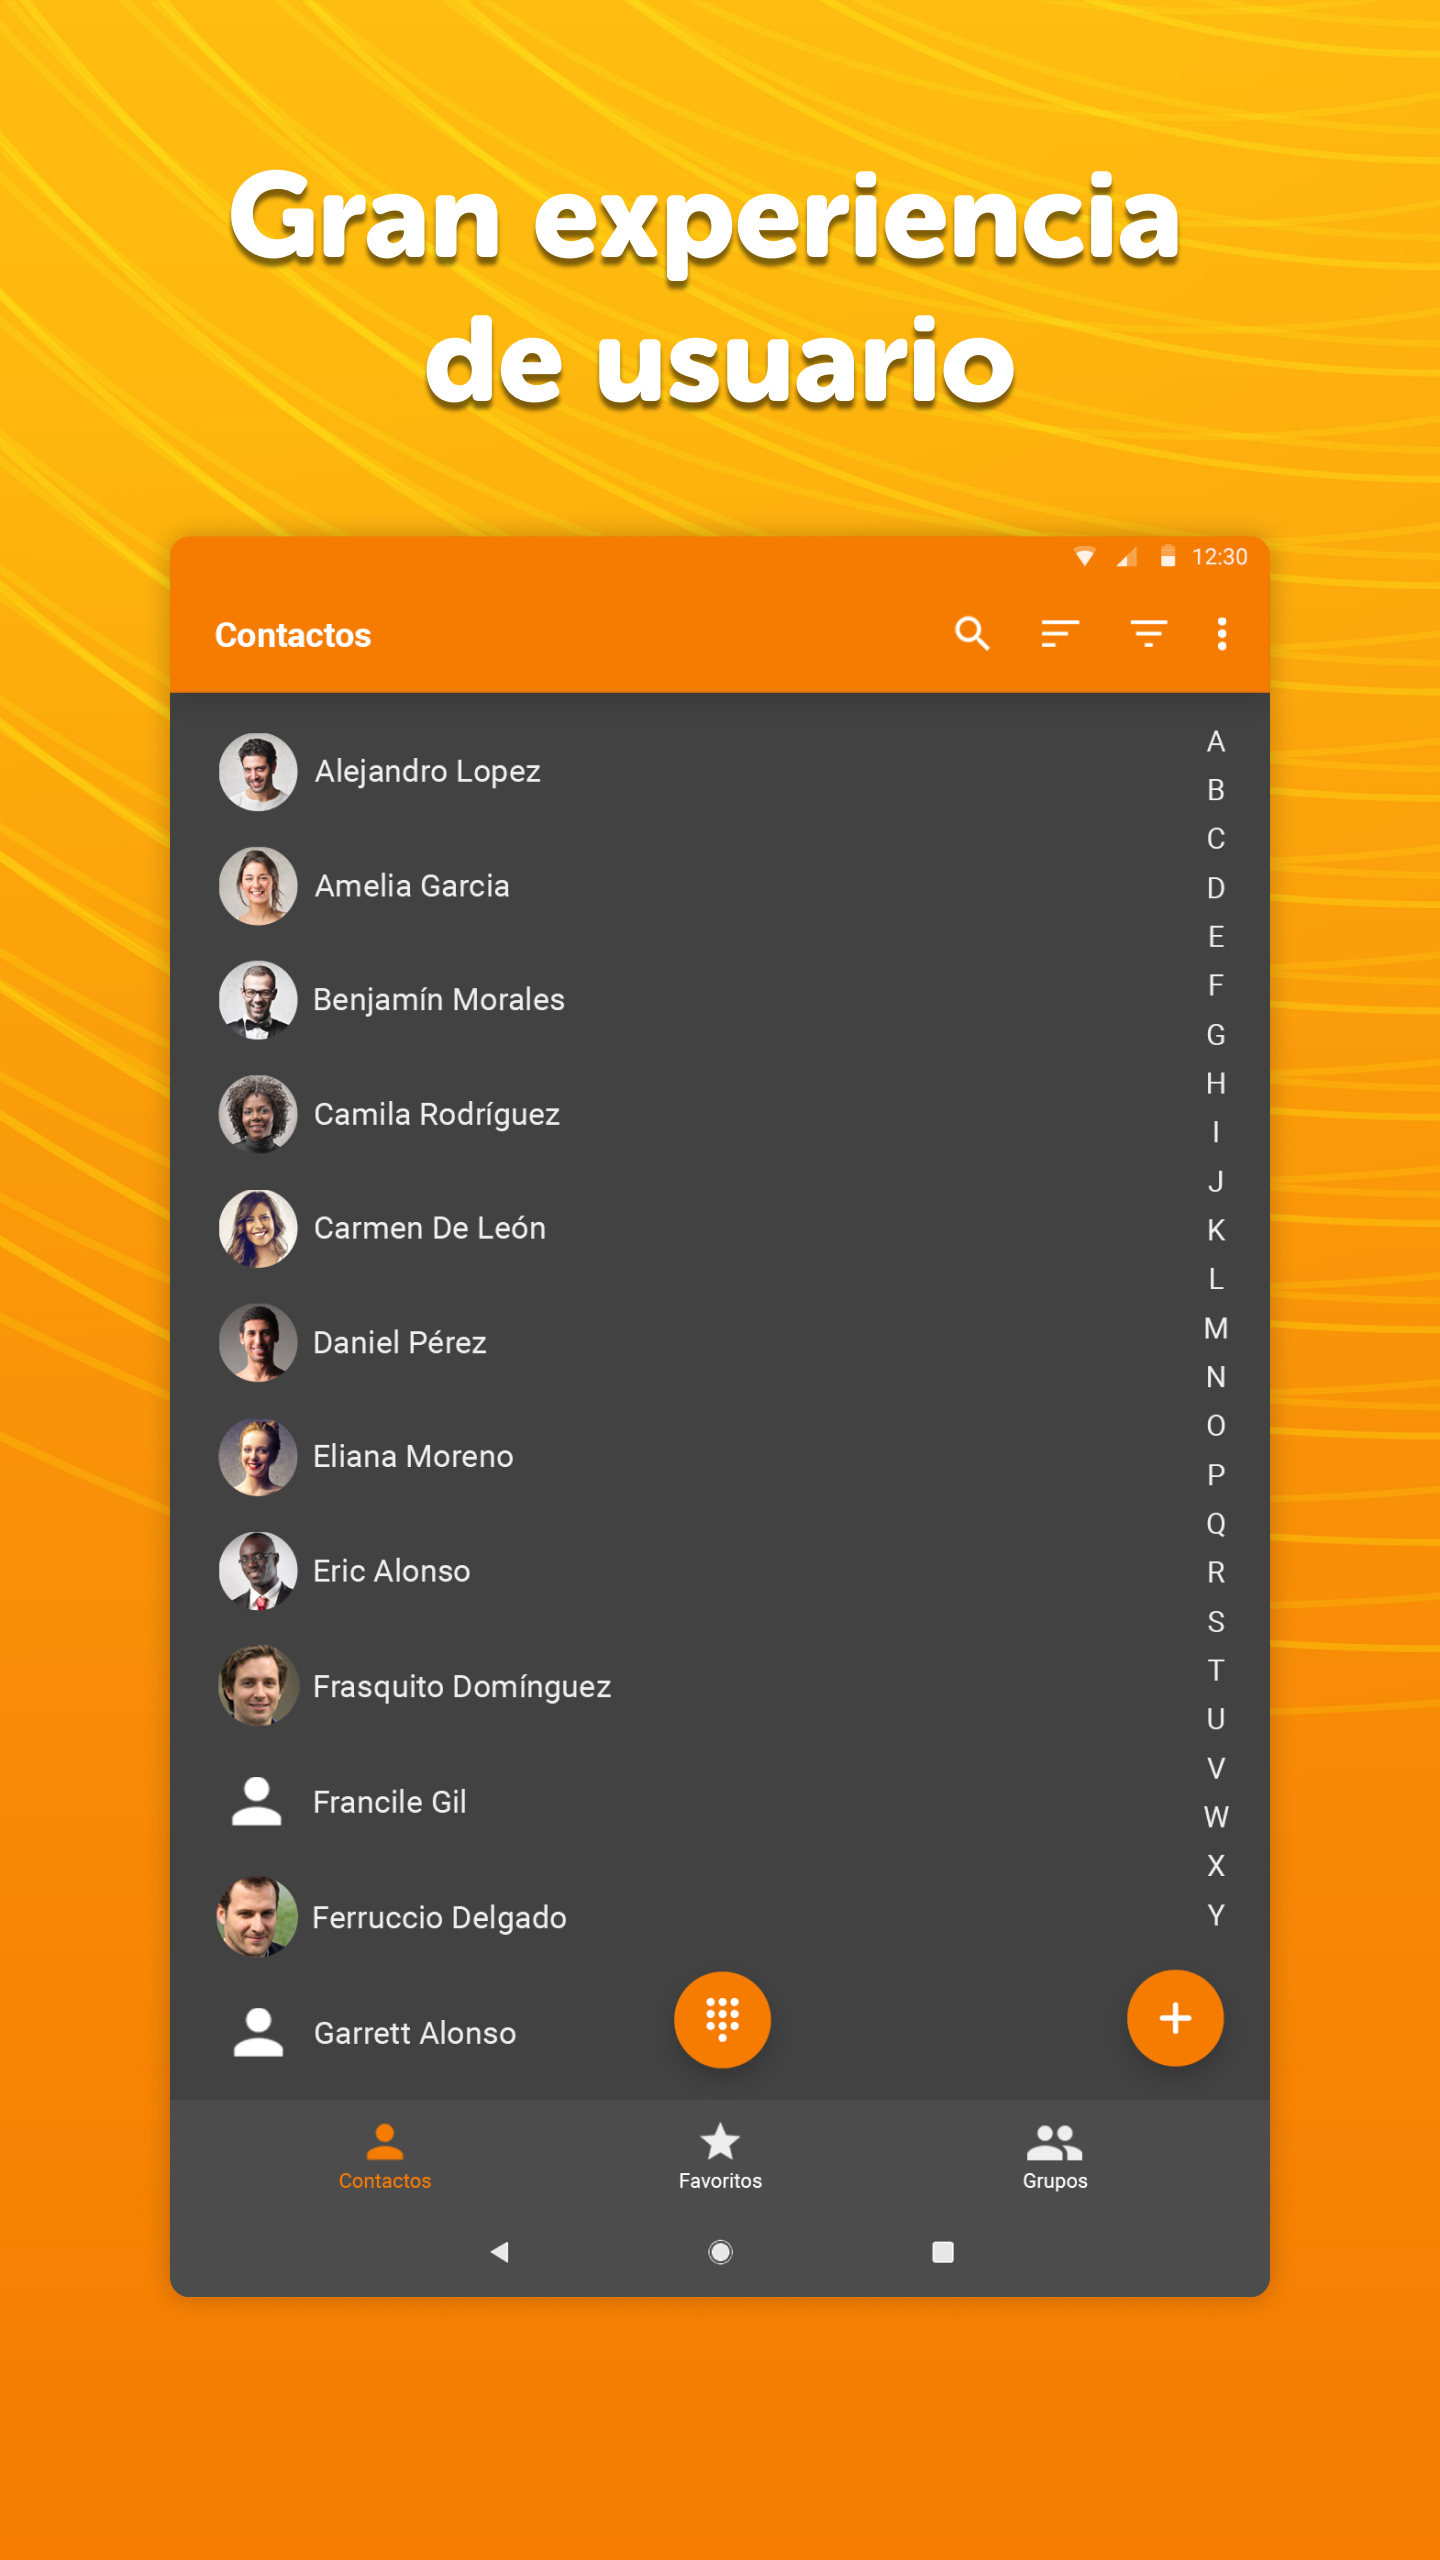 Gran experiencia
de usuario
12:30
Contactos
Alejandro Lopez
Amelia Garcia
Benjamín Morales
Camila Rodríguez
Carmen De León
Daniel Pérez
Eliana Moreno
Eric Alonso
Frasquito Domínguez
Francile Gil
Ferruccio Delgado
Garrett Alonso
A
B
C
D
E
F
G
H
I
J
K
L
M
N
O
P
Q
R
S
T
U
V
W
X
Y
Contactos
Favoritos
Grupos